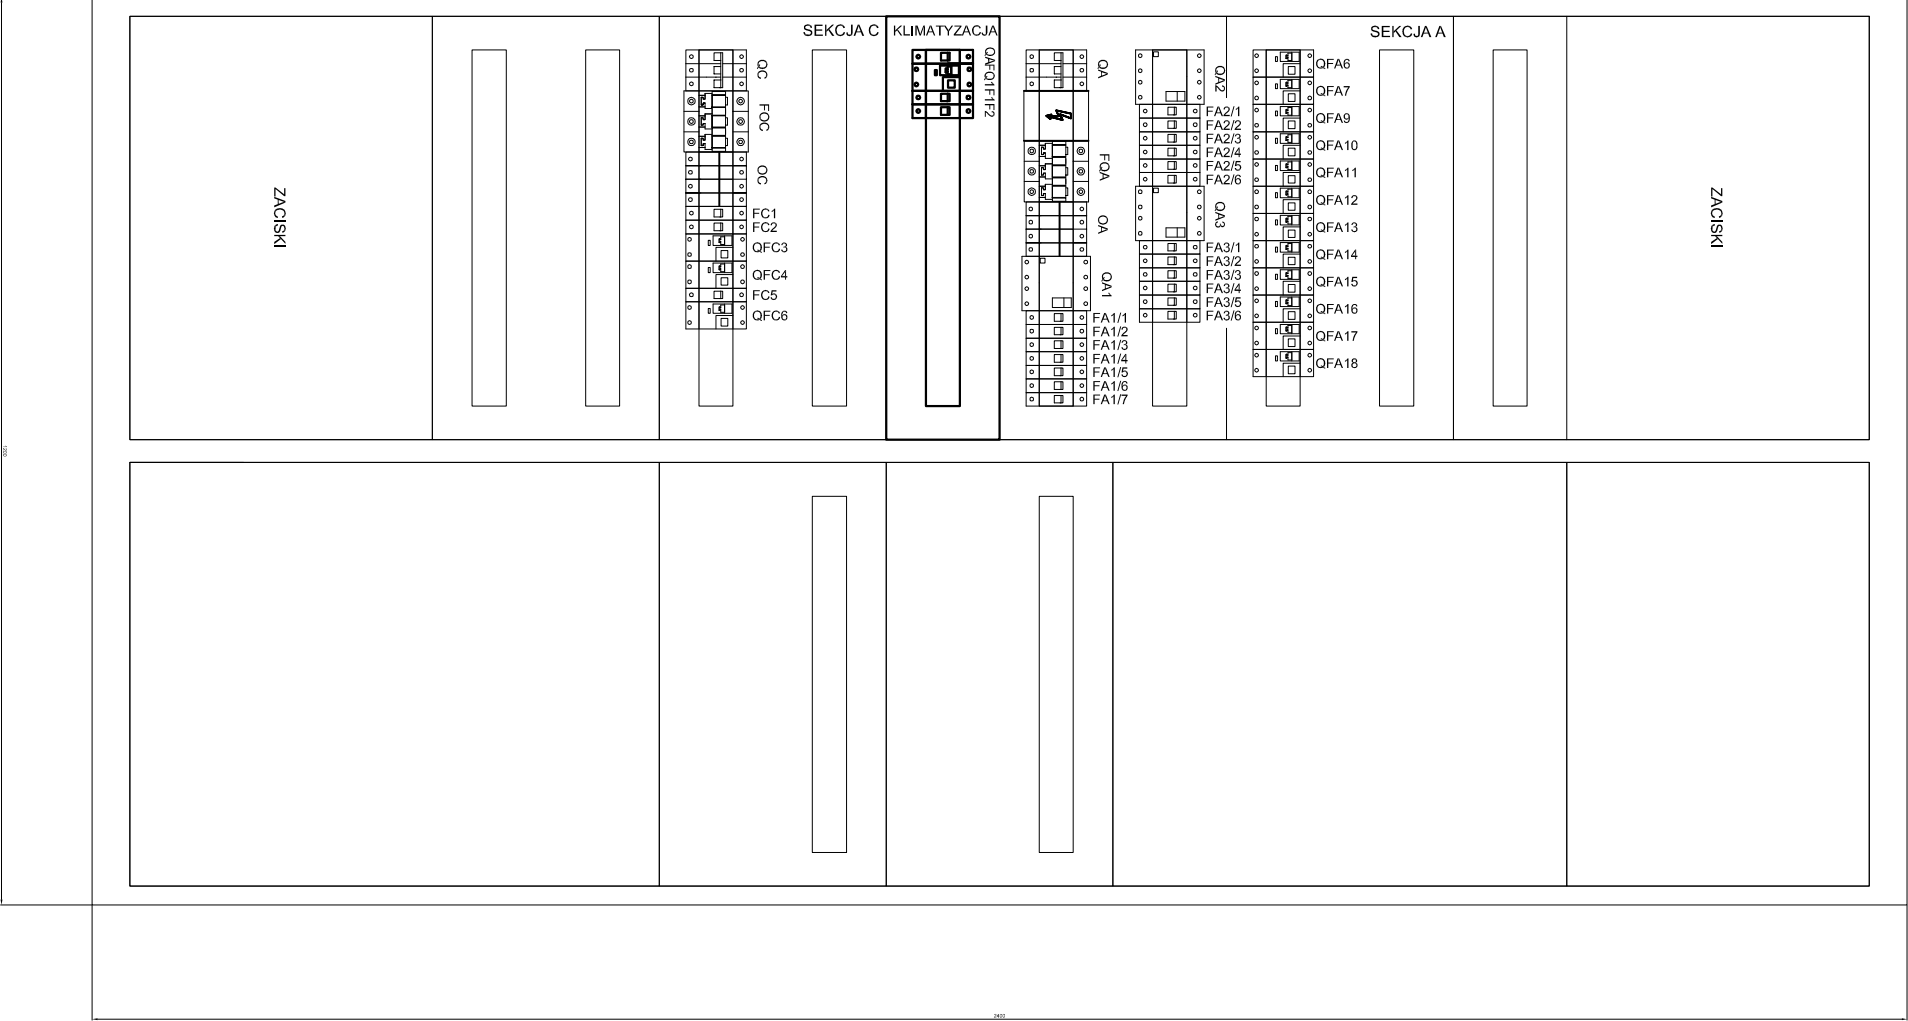 SEKCJA C
KLIMATYZACJA
SEKCJA A
ZACISKI
QC
FOC
OC
FC1
FC2
QFC3
QFC4
FC5
QFC6
QAFQ1F1F2
QA
FQA
OA
QA1
FA1/1
FA1/2
FA1/3
FA1/4
FA1/5
FA1/6
FA1/7
QA2
FA2/1
FA2/2
FA2/3
FA2/4
FA2/5
FA2/6
QA3
FA3/1
FA3/2
FA3/3
FA3/4
FA3/5
FA3/6
QFA6
QFA7
QFA9
QFA10
QFA11
QFA12
QFA13
QFA14
QFA15
QFA16
QFA17
QFA18
ZACISKI
1200
2400